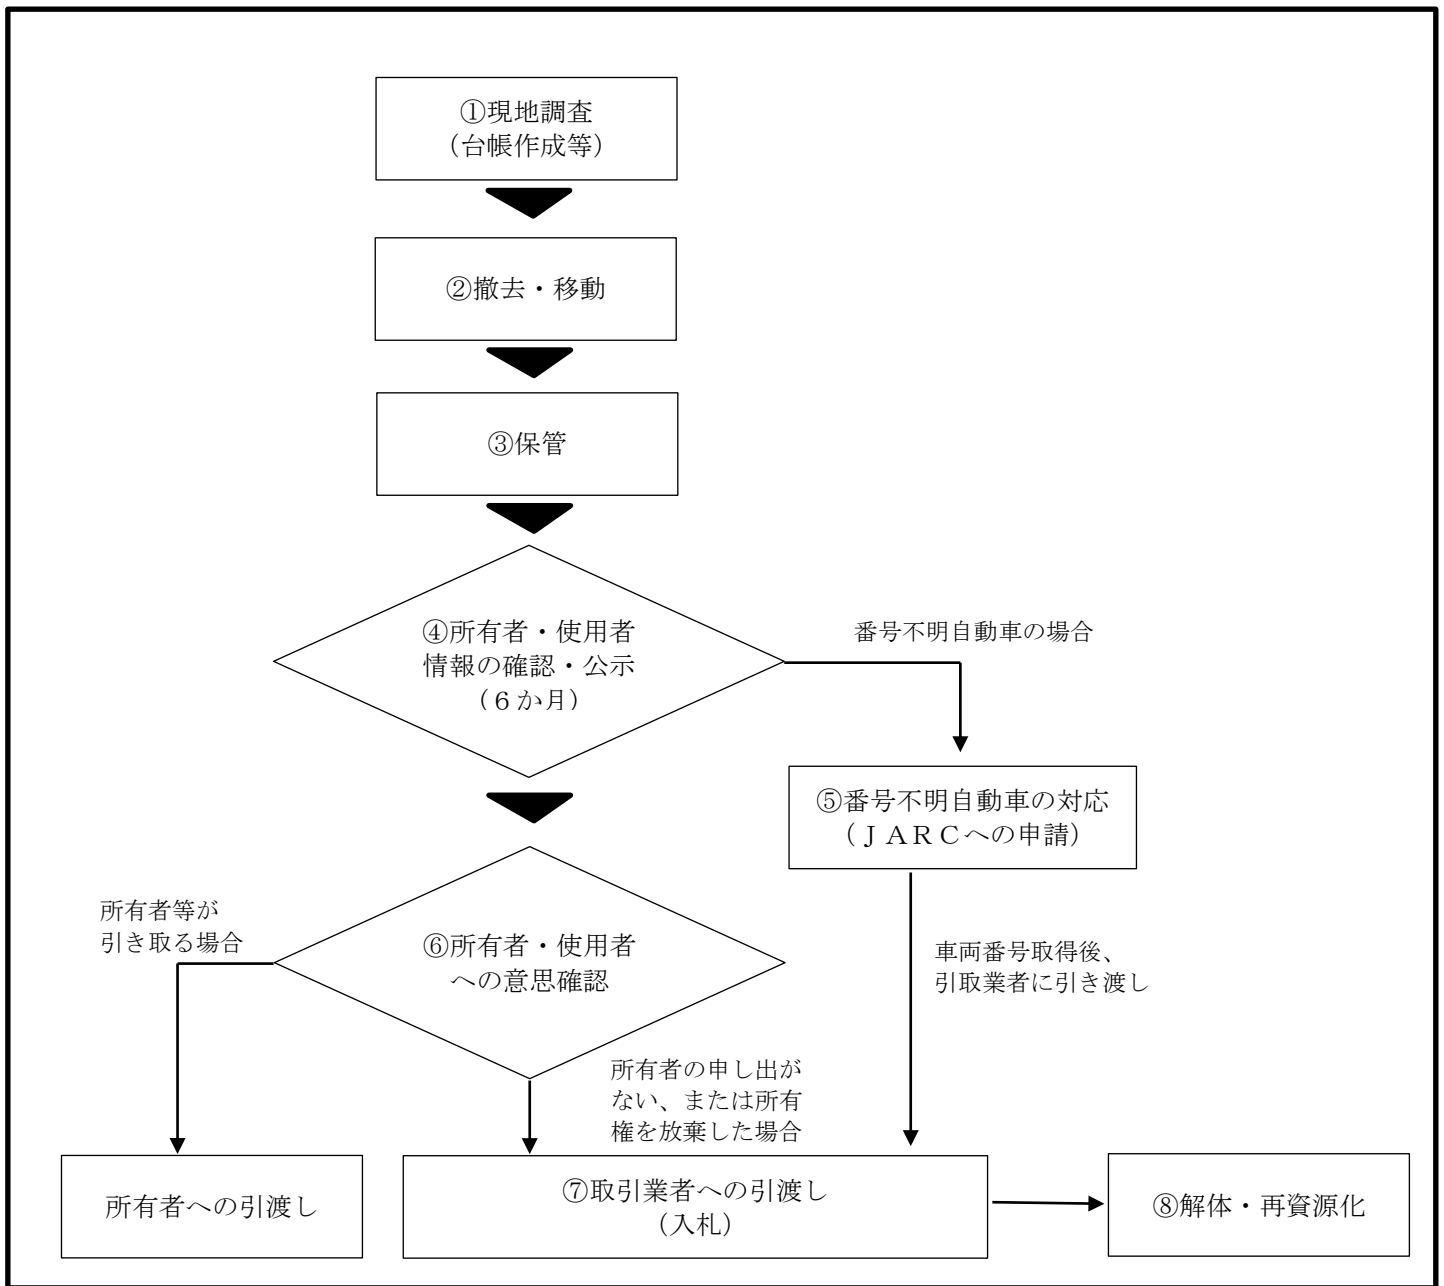 ①現地調査
（台帳作成等）
②撤去・移動
③保管
④所有者・使用者
情報の確認・公示
（６か月）
番号不明自動車の場合
⑤番号不明自動車の対応
（ＪＡＲＣへの申請）
所有者等が
引き取る場合
⑥所有者・使用者
への意思確認
車両番号取得後、
引取業者に引き渡し
所有者の申し出が
ない、または所有
権を放棄した場合
所有者への引渡し
⑦取引業者への引渡し
（入札）
⑧解体・再資源化